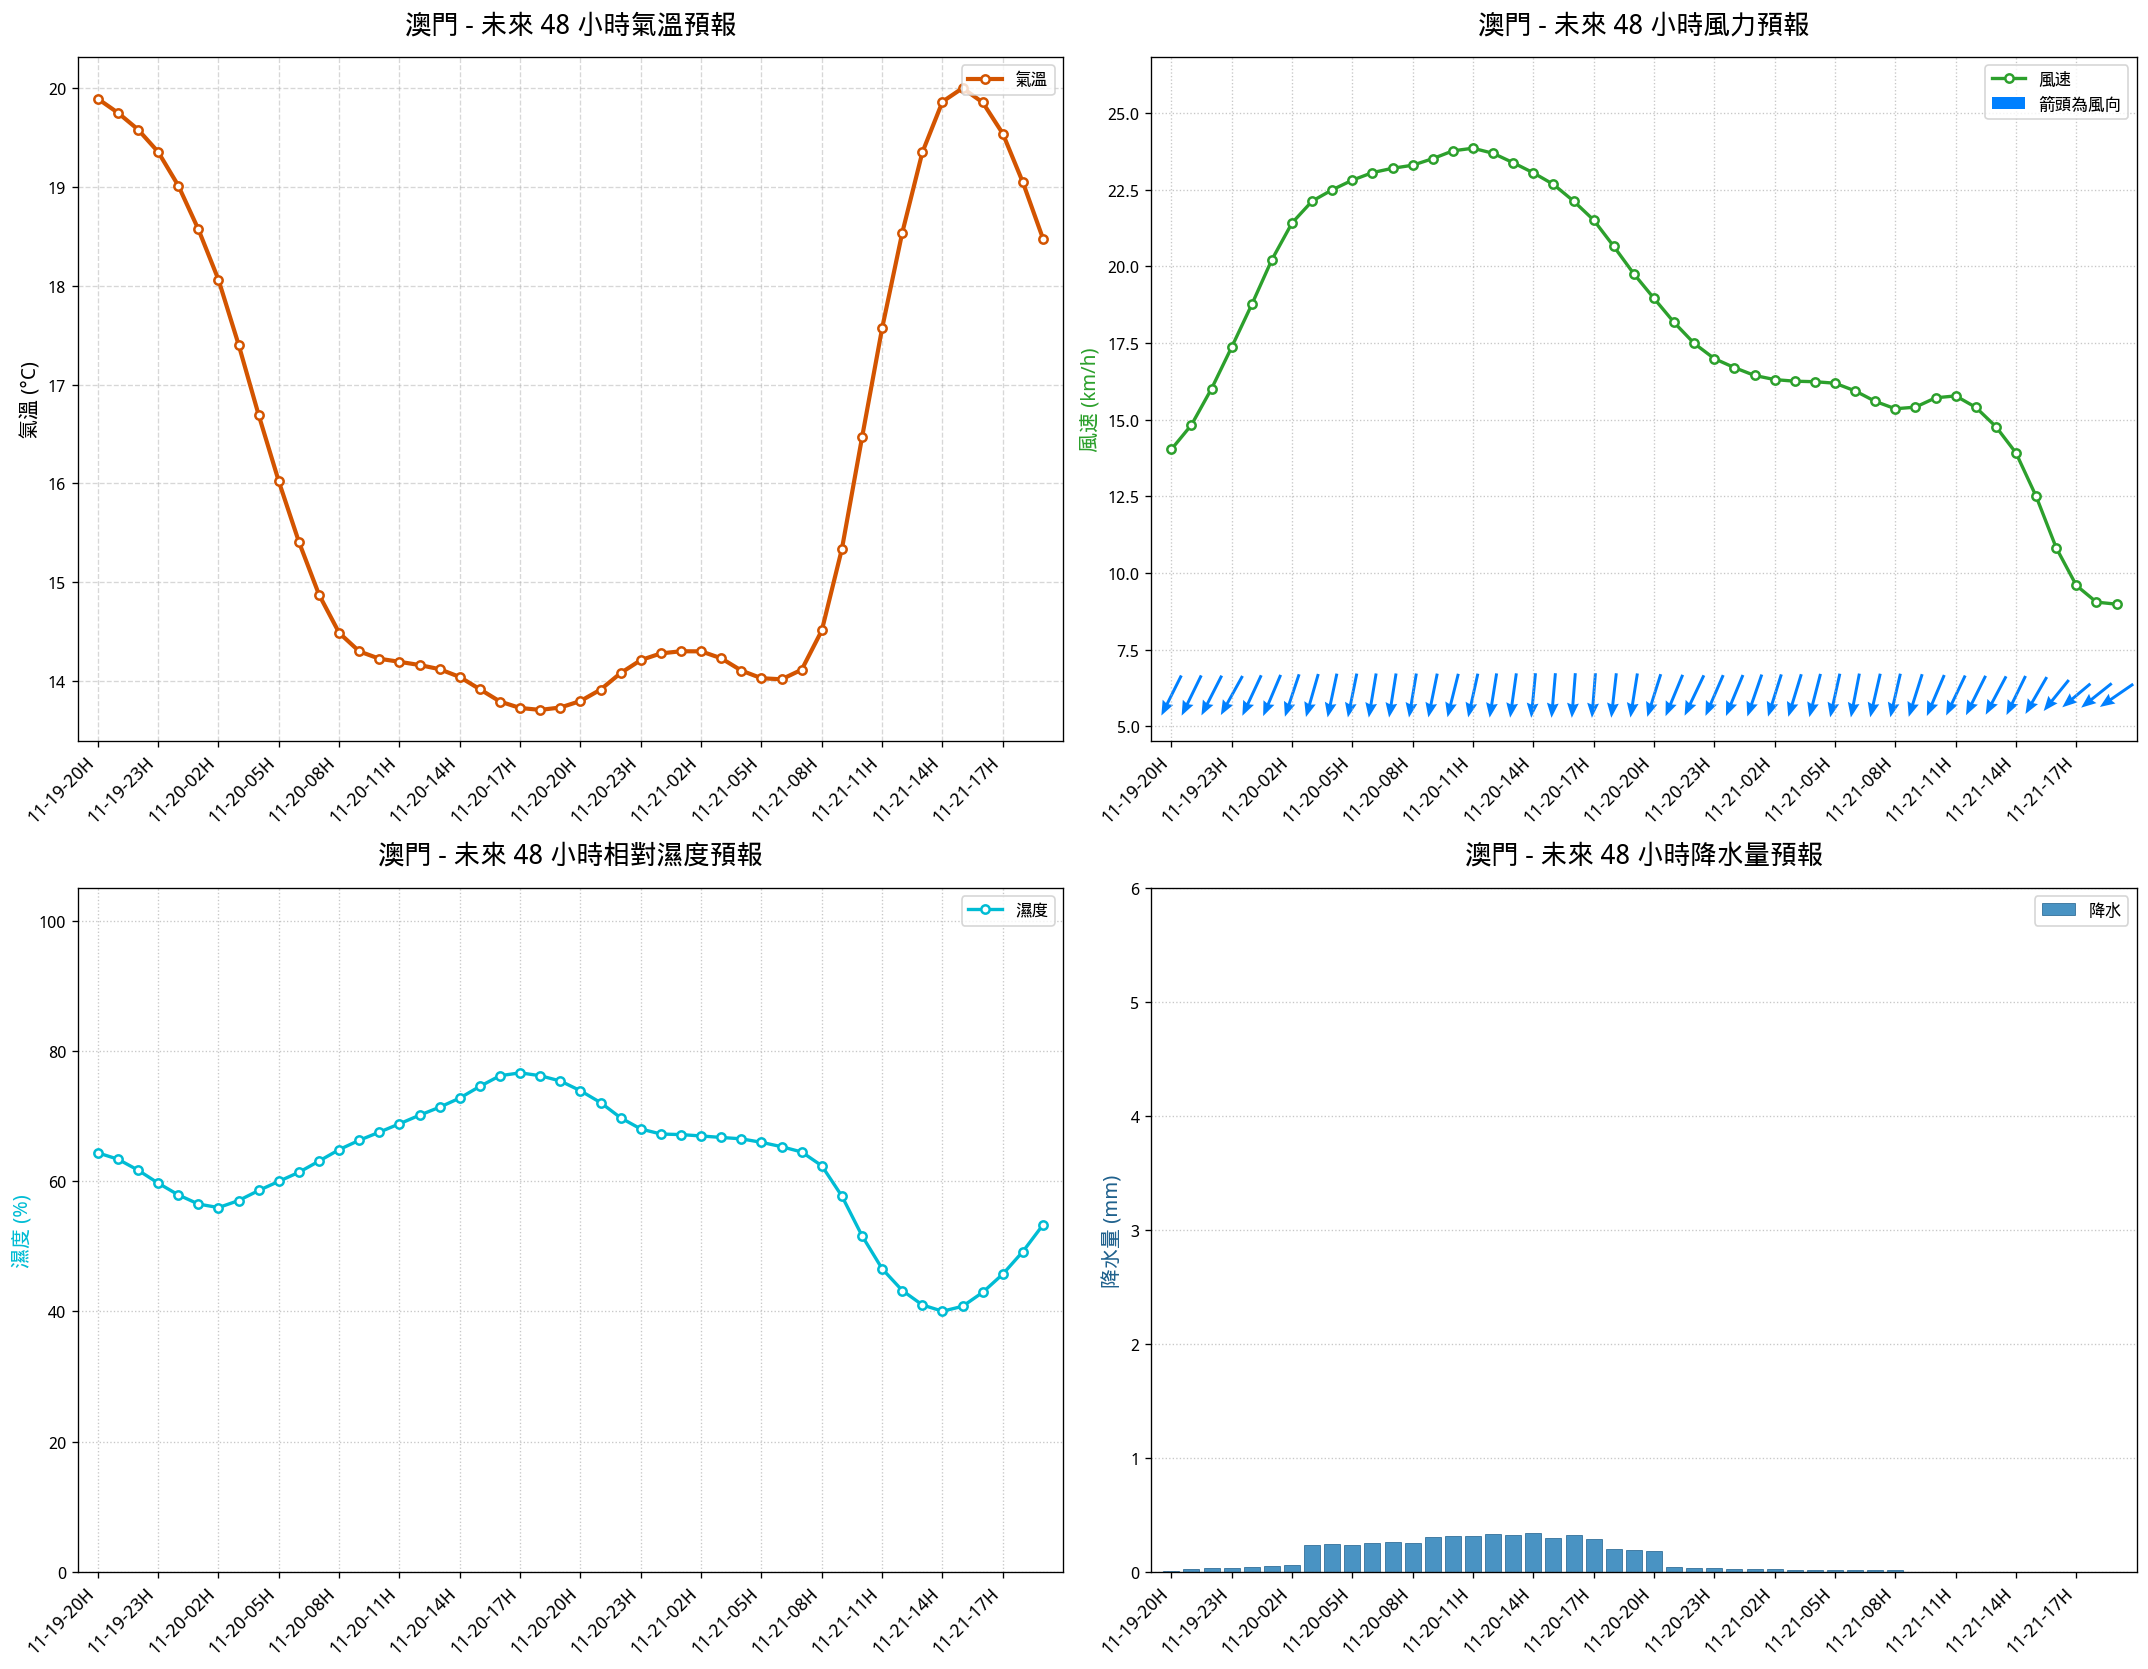 澳門 - 未來 48 小時氣溫預報
氣溫 (°C)
20
19
18
17
16
15
14
氣溫
11-19-20H
11-19-23H
11-20-02H
11-20-05H
11-20-08H
11-20-11H
11-20-14H
11-20-17H
11-20-20H
11-20-23H
11-21-02H
11-21-05H
11-21-08H
11-21-11H
11-21-14H
11-21-17H
澳門 - 未來 48 小時風力預報
風速 (km/h)
25.0
22.5
20.0
17.5
15.0
12.5
10.0
7.5
5.0
風速
箭頭為風向
11-19-20H
11-19-23H
11-20-02H
11-20-05H
11-20-08H
11-20-11H
11-20-14H
11-20-17H
11-20-20H
11-20-23H
11-21-02H
11-21-05H
11-21-08H
11-21-11H
11-21-14H
11-21-17H
澳門 - 未來 48 小時相對濕度預報
濕度 (%)
100
80
60
40
20
0
濕度
11-19-20H
11-19-23H
11-20-02H
11-20-05H
11-20-08H
11-20-11H
11-20-14H
11-20-17H
11-20-20H
11-20-23H
11-21-02H
11-21-05H
11-21-08H
11-21-11H
11-21-14H
11-21-17H
澳門 - 未來 48 小時降水量預報
降水量 (mm)
6
5
4
3
2
1
0
降水
11-19-20H
11-19-23H
11-20-02H
11-20-05H
11-20-08H
11-20-11H
11-20-14H
11-20-17H
11-20-20H
11-20-23H
11-21-02H
11-21-05H
11-21-08H
11-21-11H
11-21-14H
11-21-17H